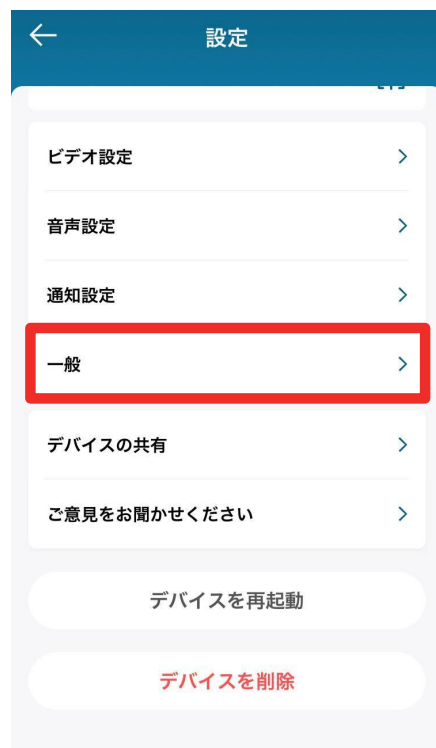 設定
ビデオ設定
音声設定
通知設定
一般
デバイスの共有
ご意見をお聞かせください
デバイスを再起動
デバイスを削除